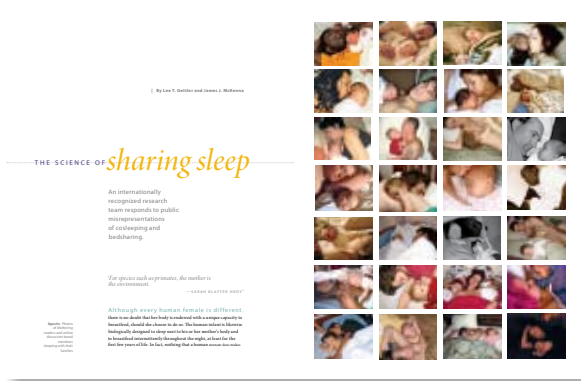 | By Lee T. Gettler and James J. McKenna
THE SCIENCE OF sharing sleep
An internationally
recognized research
team responds to public
misrepresentations
of cosleeping and
bedsharing.
"For species such as primates, the mother is
the environment.
—SARAH BLAFFER HRDY
Although every human female is different,
there is no doubt that her body is endowed with a unique capacity to
breastfeed, should she choose to do so. The human infant is likewise
biologically designed to sleep next to his or her mother's body and
to breastfeed intermittently throughout the night, at least for the
first few years of life. In fact, nothing that a human